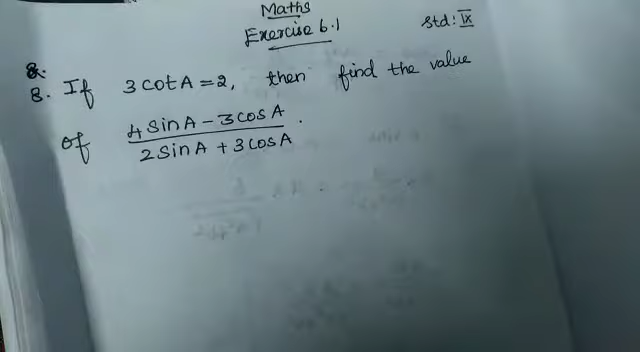 Maths
Exercise 6.1
Std: IX
8. If 3 cot A = 2, then find the value
of 4 Sin A - 3 cos A / 2 Sin A + 3 cos A .